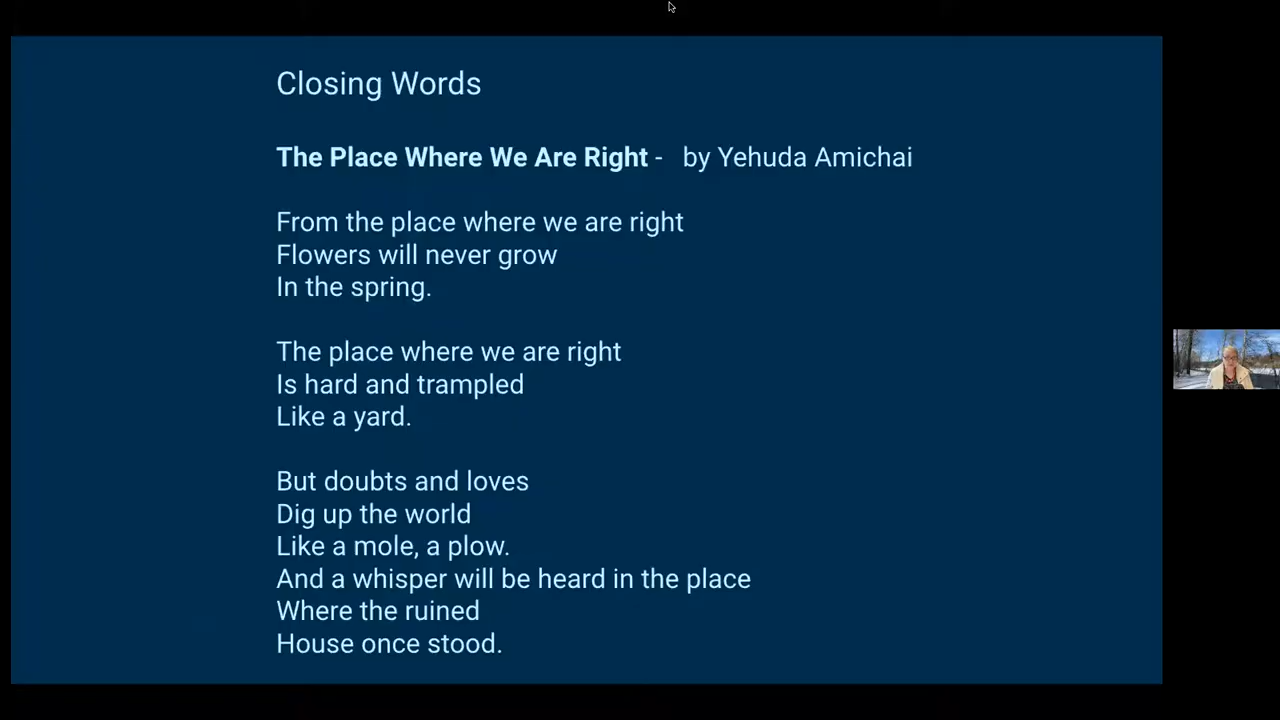 Closing Words
The Place Where We Are Right - by Yehuda Amichai
From the place where we are right
Flowers will never grow
In the spring.
The place where we are right
Is hard and trampled
Like a yard.
But doubts and loves
Dig up the world
Like a mole, a plow.
And a whisper will be heard in the place
Where the ruined
House once stood.